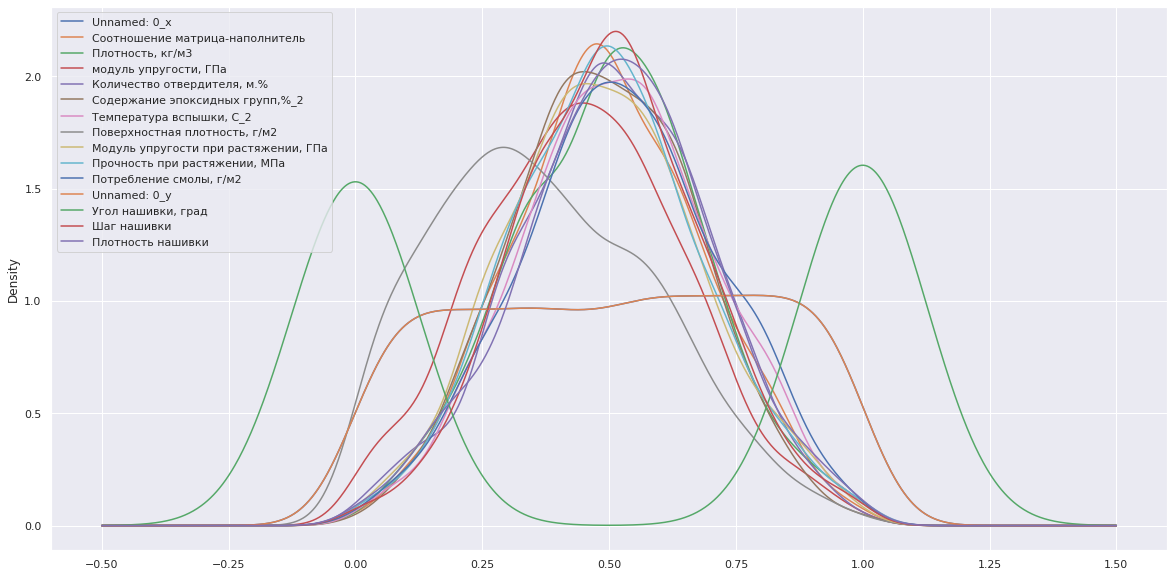 Unnamed: 0_x
Соотношение матрица-наполнитель
Плотность, кг/м3
модуль упругости, ГПа
Количество отвердителя, м.%
Содержание эпоксидных групп,%_2
Температура вспышки, С_2
Поверхностная плотность, г/м2
Модуль упругости при растяжении, ГПа
Прочность при растяжении, МПа
Потребление смолы, г/м2
Unnamed: 0_y
Угол нашивки, град
Шаг нашивки
Плотность нашивки
Density
2.0
1.5
1.0
0.5
0.0
−0.50 −0.25 0.00 0.25 0.50 0.75 1.00 1.25 1.50